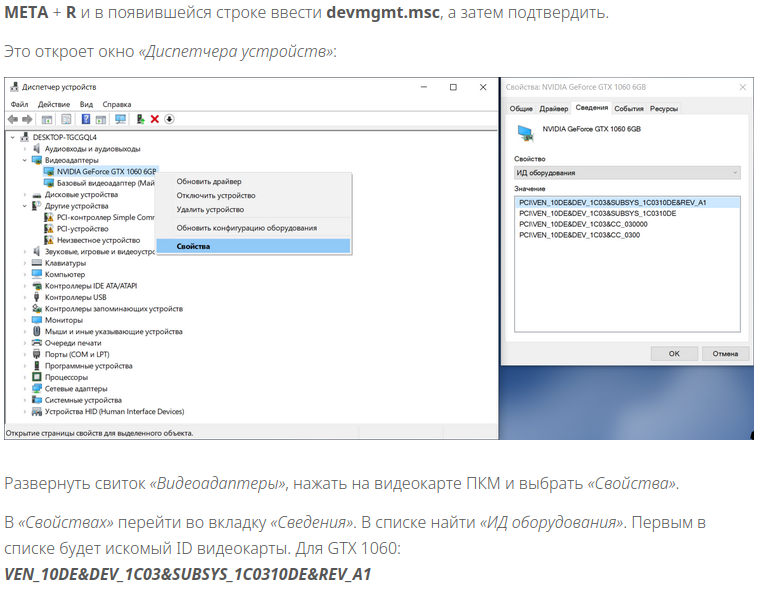 META + R и в появившейся строке ввести devmgmt.msc, а затем подтвердить.
Это откроет окно «Диспетчера устройств»:
Диспетчер устройств
Файл Действие Вид Справка
DESKTOP-TGCGQL4
Аудиовходы и аудиовыходы
Видеоадаптеры
NVIDIA GeForce GTX 1060 6GB
Базовый видеоадаптер (Май
Дисковые устройства
Другие устройства
PCI-контроллер Simple Comm
PCI-устройство
Неизвестное устройство
Звуковые, игровые и видеоустро
Клавиатуры
Компьютер
Контроллеры IDE ATA/ATAPI
Контроллеры USB
Контроллеры запоминающих устройств
Мониторы
Мыши и иные указывающие устройства
Очереди печати
Порты (COM и LPT)
Программные устройства
Процессоры
Сетевые адаптеры
Системные устройства
Устройства HID (Human Interface Devices)
Открытие страницы свойств для выделенного объекта.
Обновить драйвер
Отключить устройство
Удалить устройство
Обновить конфигурацию оборудования
Свойства
Свойства: NVIDIA GeForce GTX 1060 6GB
Общие Драйвер Сведения События Ресурсы
NVIDIA GeForce GTX 1060 6GB
Свойство
ИД оборудования
Значение
PCI\VEN_10DE&DEV_1C03&SUBSYS_1C0310DE&REV_A1
PCI\VEN_10DE&DEV_1C03&SUBSYS_1C0310DE
PCI\VEN_10DE&DEV_1C03&CC_030000
PCI\VEN_10DE&DEV_1C03&CC_0300
OK Отмена
Развернуть свиток «Видеоадаптеры», нажать на видеокарте ПКМ и выбрать «Свойства».
В «Свойствах» перейти во вкладку «Сведения». В списке найти «ИД оборудования». Первым в
списке будет искомый ID видеокарты. Для GTX 1060:
VEN_10DE&DEV_1C03&SUBSYS_1C0310DE&REV_A1